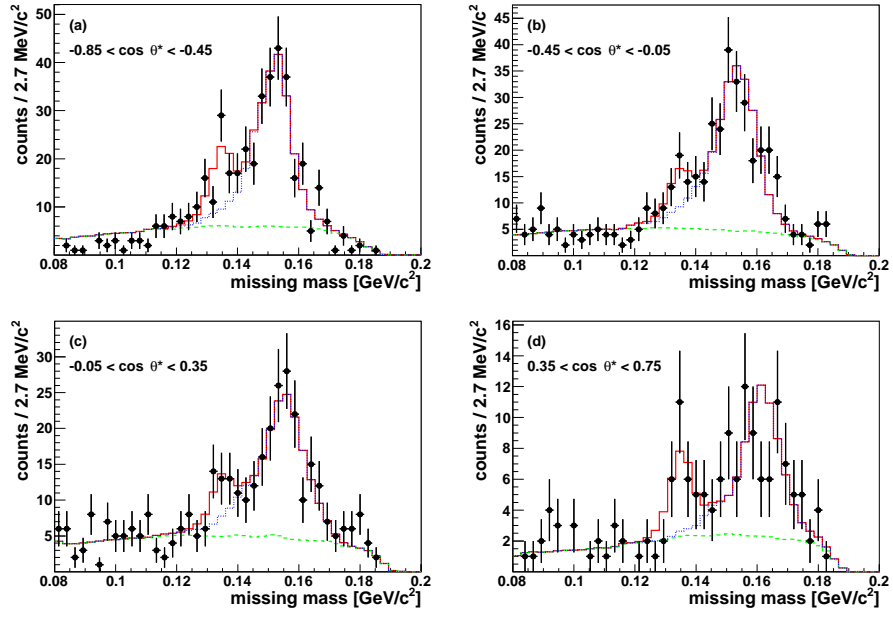 (a)
-0.85 < cos θ* < -0.45
counts / 2.7 MeV/c²
50
40
30
20
10
0.08 0.1 0.12 0.14 0.16 0.18 0.2
missing mass [GeV/c²]
(b)
-0.45 < cos θ* < -0.05
counts / 2.7 MeV/c²
45
40
35
30
25
20
15
10
5
0.08 0.1 0.12 0.14 0.16 0.18 0.2
missing mass [GeV/c²]
(c)
-0.05 < cos θ* < 0.35
counts / 2.7 MeV/c²
30
25
20
15
10
5
0.08 0.1 0.12 0.14 0.16 0.18 0.2
missing mass [GeV/c²]
(d)
0.35 < cos θ* < 0.75
counts / 2.7 MeV/c²
16
14
12
10
8
6
4
2
0.08 0.1 0.12 0.14 0.16 0.18 0.2
missing mass [GeV/c²]